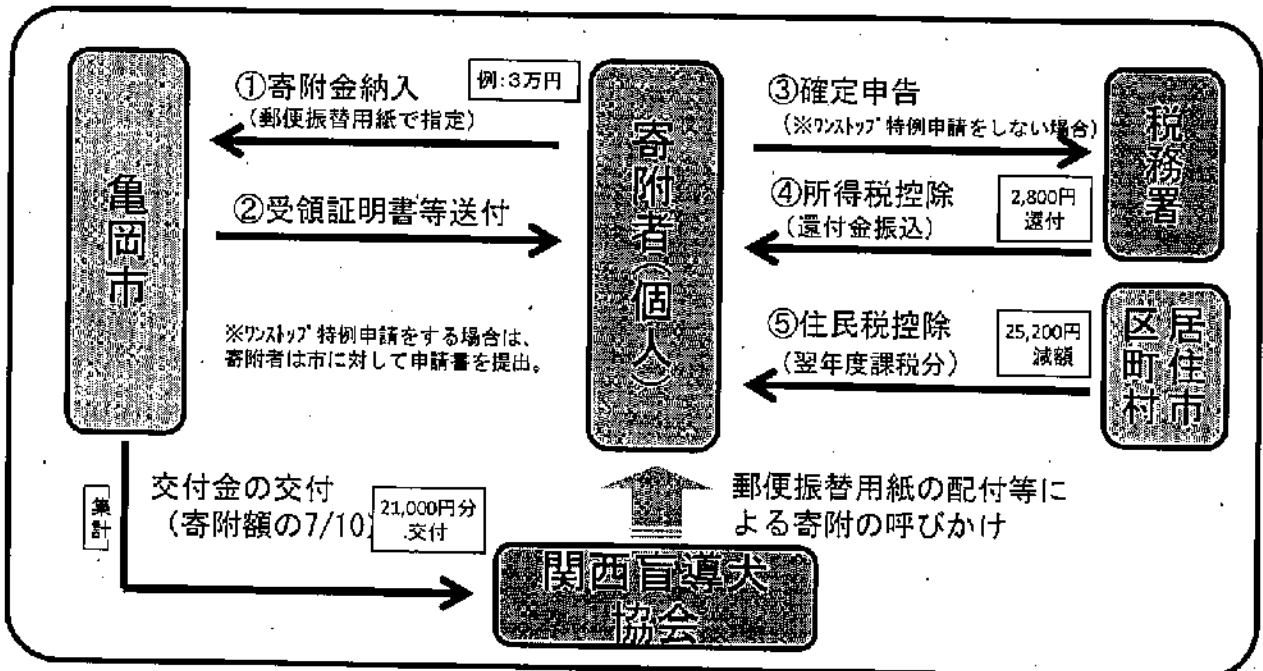 ①寄附金納入
(郵便振替用紙で指定)
例:3万円
亀岡市
②受領証明書等送付
※ワンストップ特例申請をする場合は、
寄附者は市に対して申請書を提出。
寄附者(個人)
③確定申告
(※ワンストップ特例申請をしない場合)
税務署
④所得税控除
(還付金振込)
2,800円
還付
⑤住民税控除
(翌年度課税分)
25,200円
減額
居住市
区町村
集計
交付金の交付
(寄附額の7/10)
21,000円分
交付
郵便振替用紙の配付等に
よる寄附の呼びかけ
関西盲導犬
協会